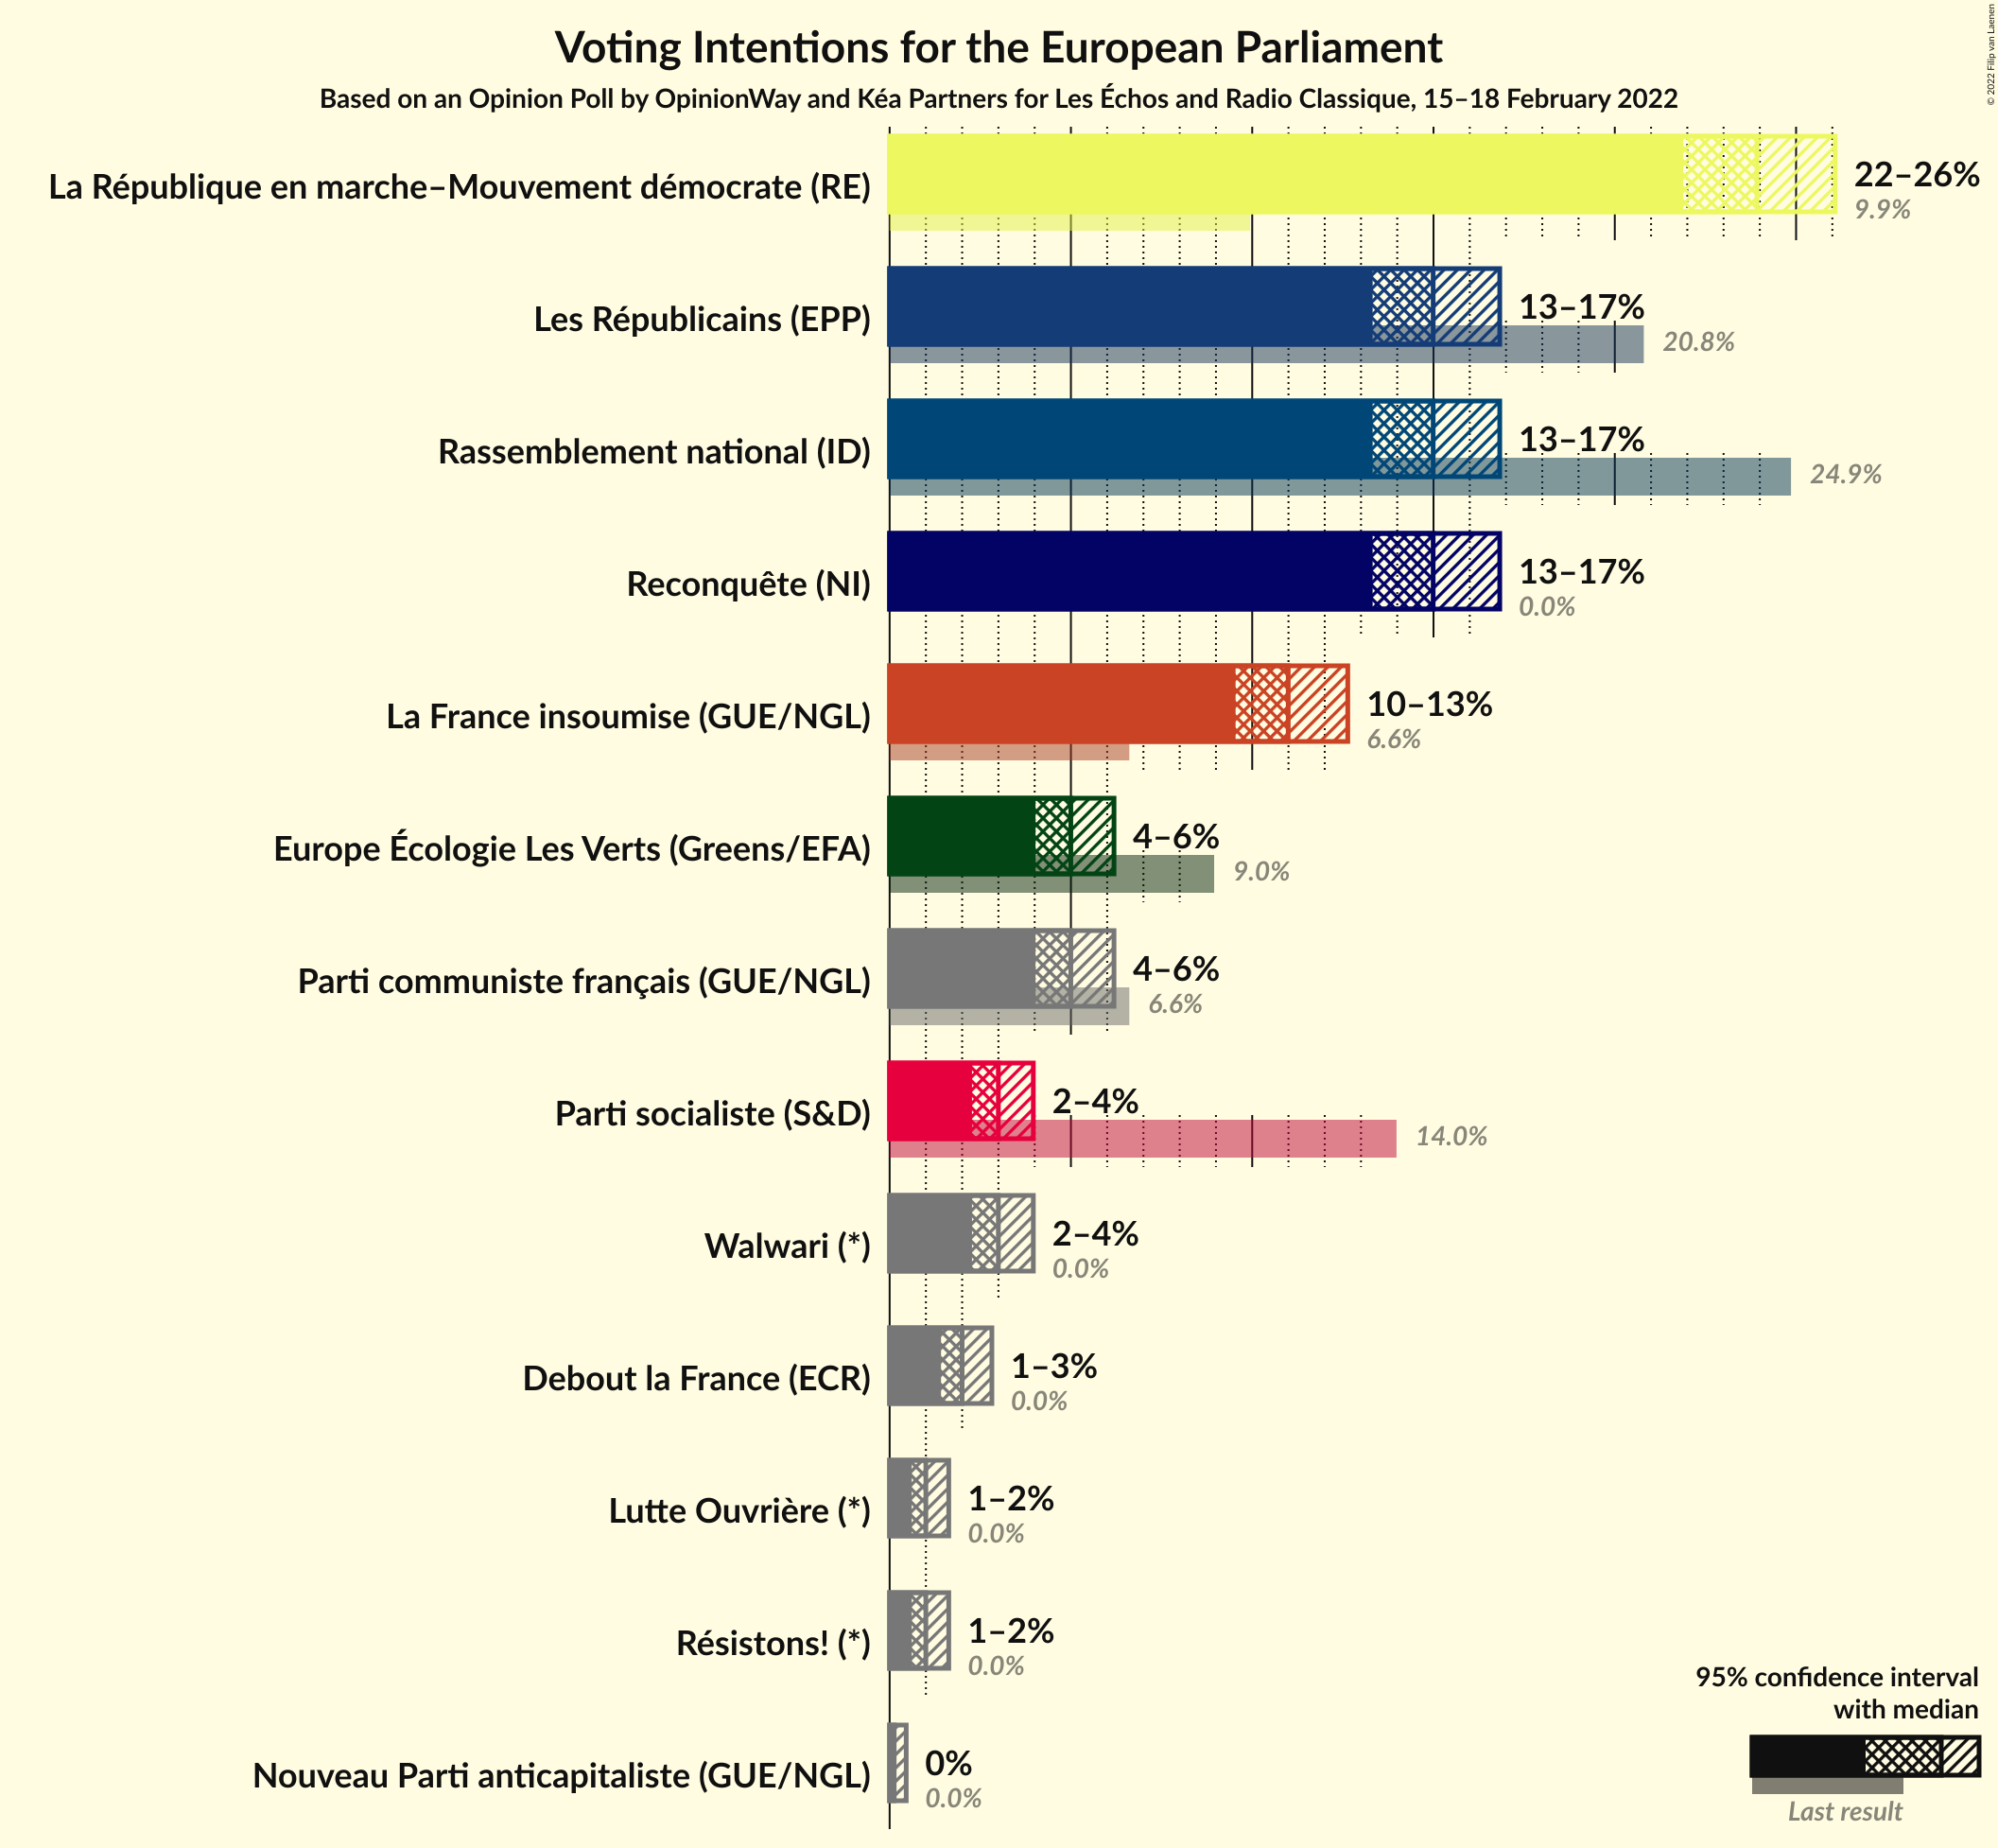 Voting Intentions for the European Parliament
Based on an Opinion Poll by OpinionWay and Kéa Partners for Les Échos and Radio Classique, 15–18 February 2022
© 2022 Filip van Laenen
La République en marche–Mouvement démocrate (RE)
22–26%
9.9%
Les Républicains (EPP)
13–17%
20.8%
Rassemblement national (ID)
13–17%
24.9%
Reconquête (NI)
13–17%
0.0%
La France insoumise (GUE/NGL)
10–13%
6.6%
Europe Écologie Les Verts (Greens/EFA)
4–6%
9.0%
Parti communiste français (GUE/NGL)
4–6%
6.6%
Parti socialiste (S&D)
2–4%
14.0%
Walwari (*)
2–4%
0.0%
Debout la France (ECR)
1–3%
0.0%
Lutte Ouvrière (*)
1–2%
0.0%
Résistons! (*)
1–2%
0.0%
Nouveau Parti anticapitaliste (GUE/NGL)
0%
0.0%
95% confidence interval
with median
Last result